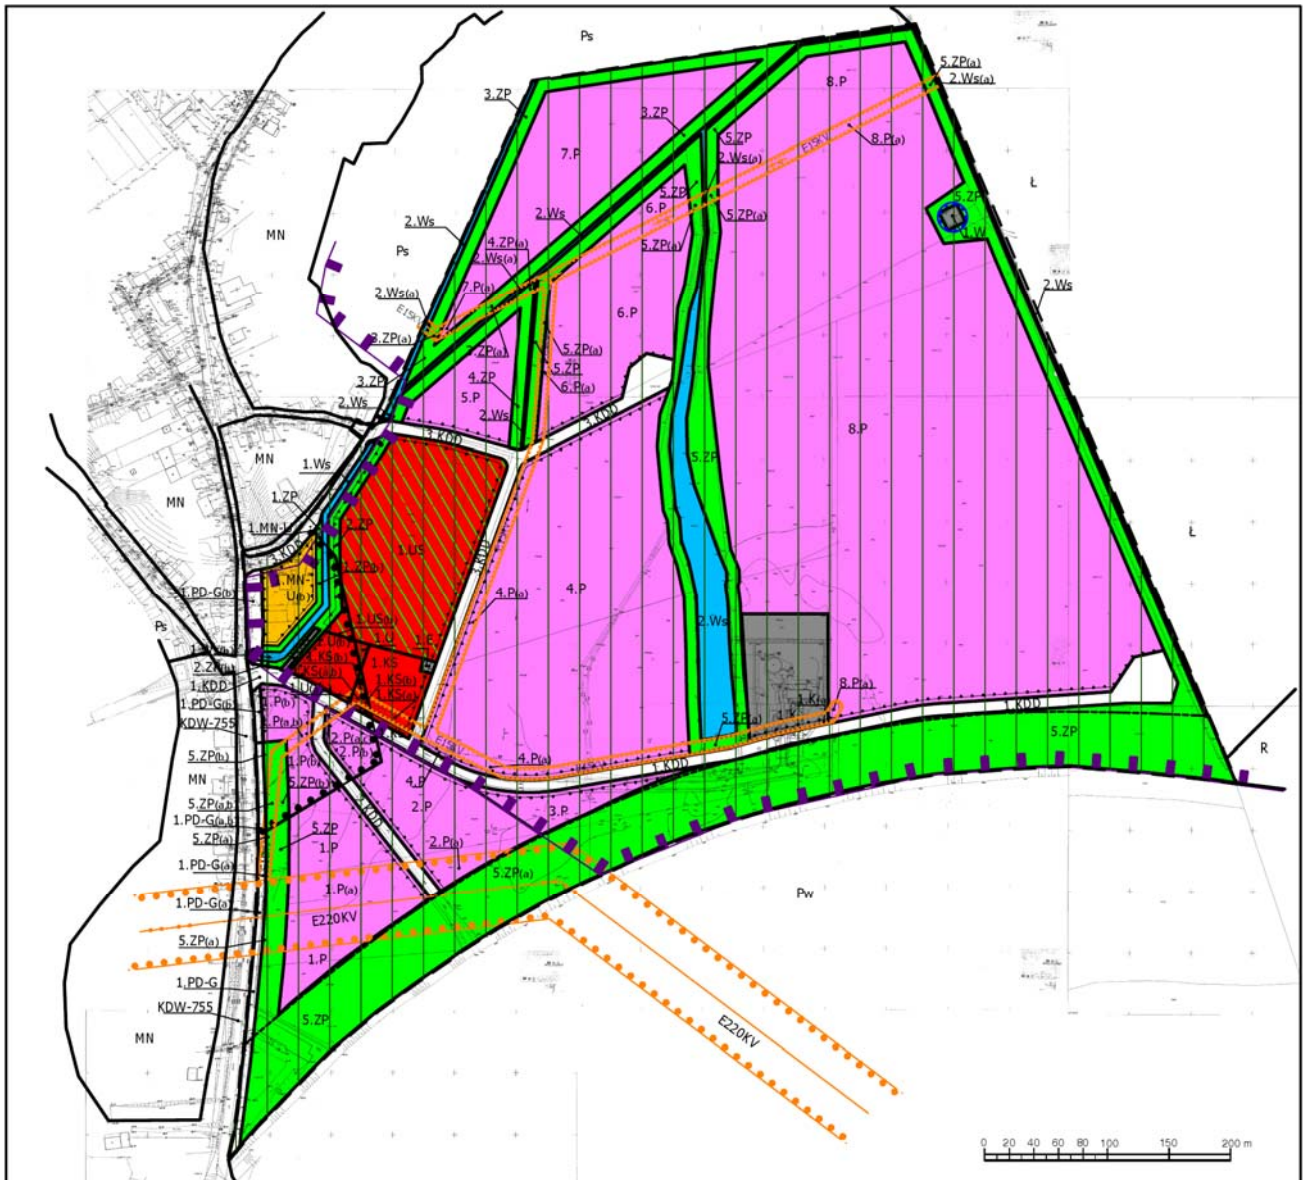 Ps
5.ZP(a)
2.Ws(a)
8.P
3.ZP
3.ZP
5.ZP
E15KV
8.P(a)
7.P
2.Ws(a)
Ł
5.ZP
5.ZP
MN
6.P
2.Ws
2.Ws
5.ZP(a)
1.W
Ps
4.ZP(a)
5.ZP(a)
2.Ws(a)
2.Ws
7.P(a)
2.Ws(a)
6.P
3.ZP(a)
5.ZP(a)
5.ZP
3.ZP
4.ZP
6.P(a)
5.P
2.Ws
2.Ws
3.KDD
3.KDD
8.P
MN
1.Ws
5.ZP
MN
1.ZP
Ł
2.ZP
1.US
3.KDD
1.ZP(b)
1.MN-U(b)
1.PD-G(b)
4.P(a)
4.P
Ps
2.Ws
1.U
1.KS(b)
1.KS
2.ZP(b)
1.KDD
1.KS(b)
1.KS(a)
8.P(a)
1.PD-G(b)
1.P(b)
1.KDD
KDW-755
1.P(a,b)
5.ZP(a)
5.ZP
2.P(b)
R
5.ZP(b)
1.P(b)
4.P(a)
1.KDD
MN
5.ZP(b)
4.P
5.ZP(a,b)
2.P
3.P
1.PD-G(a,b)
5.ZP
5.ZP(a)
1.P
2.P(a)
1.PD-G(a)
5.ZP(a)
1.P(a)
Pw
1.PD-G(a)
E220KV
5.ZP(a)
1.P
1.PD-G
KDW-755
5.ZP
E220KV
MN
0 20 40 60 80 100 150 200 m